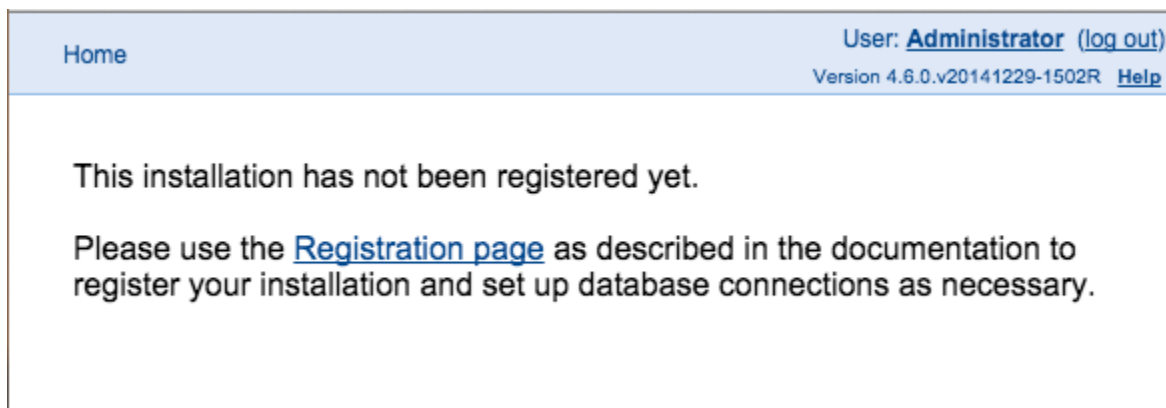 Home
User: Administrator (log out)
Version 4.6.0.v20141229-1502R Help
This installation has not been registered yet.
Please use the Registration page as described in the documentation to
register your installation and set up database connections as necessary.